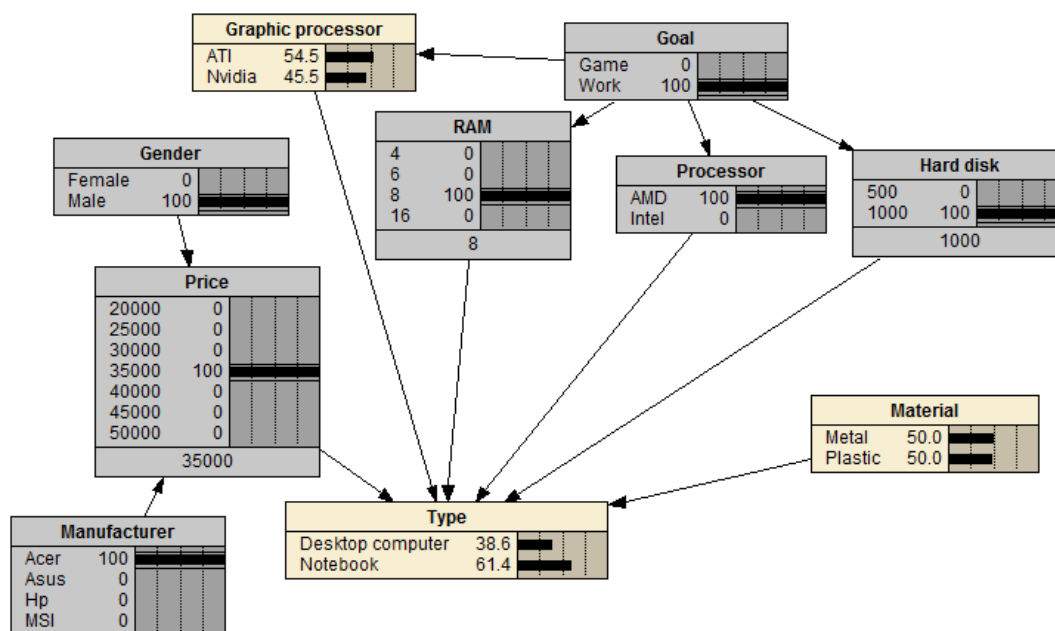 Graphic processor
ATI 54.5
Nvidia 45.5
Goal
Game 0
Work 100
RAM
4 0
6 0
8 100
16 0
8
Gender
Female 0
Male 100
Processor
AMD 100
Intel 0
Hard disk
500 0
1000 100
1000
Price
20000 0
25000 0
30000 0
35000 100
40000 0
45000 0
50000 0
35000
Material
Metal 50.0
Plastic 50.0
Type
Desktop computer 38.6
Notebook 61.4
Manufacturer
Acer 100
Asus 0
Hp 0
MSI 0